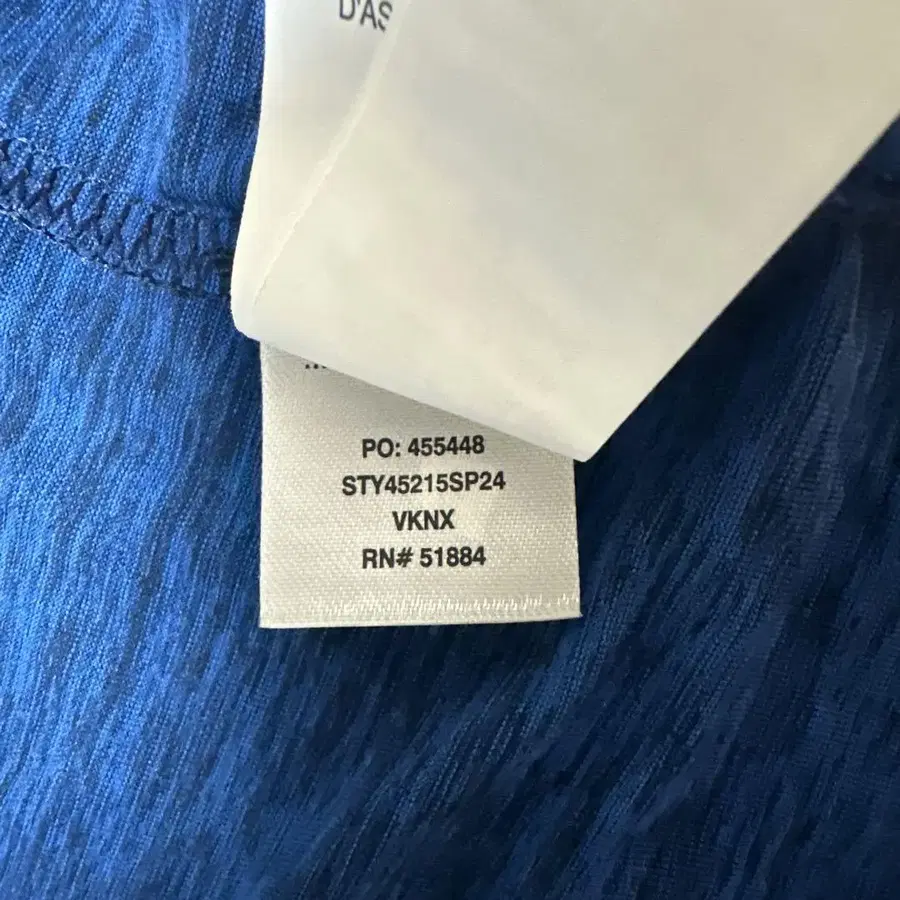 D'AS
PO: 455448
STY45215SP24
VKNX
RN# 51884